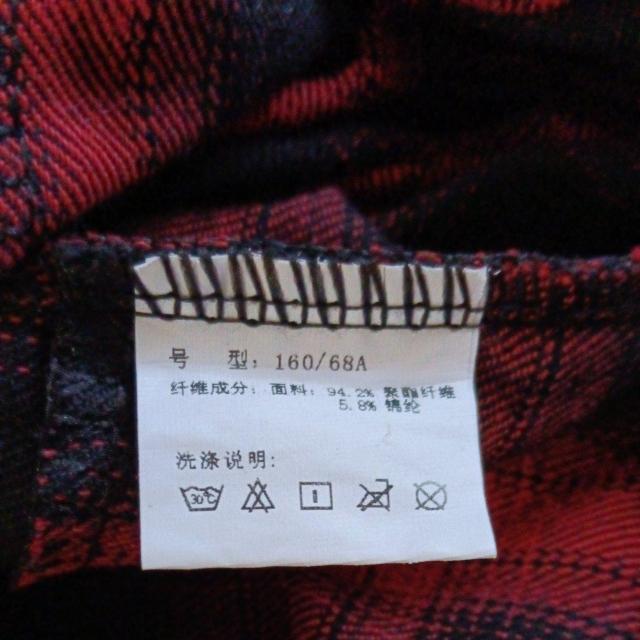 号 型: 160/68A
纤维成分: 面料: 94.2% 聚酯纤维
5.8% 锦纶
洗涤说明:
30℃